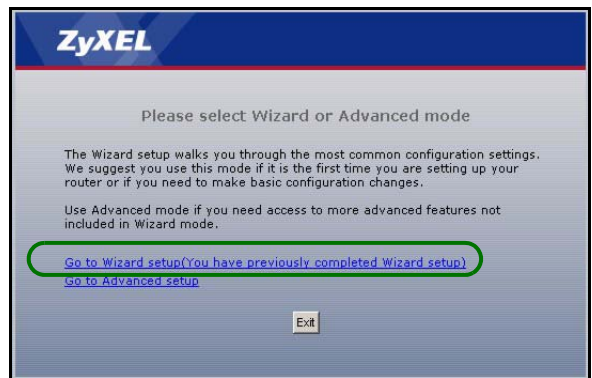 ZyXEL
Please select Wizard or Advanced mode
The Wizard setup walks you through the most common configuration settings.
We suggest you use this mode if it is the first time you are setting up your
router or if you need to make basic configuration changes.
Use Advanced mode if you need access to more advanced features not
included in Wizard mode.
Go to Wizard setup(You have previously completed Wizard setup)
Go to Advanced setup
Exit